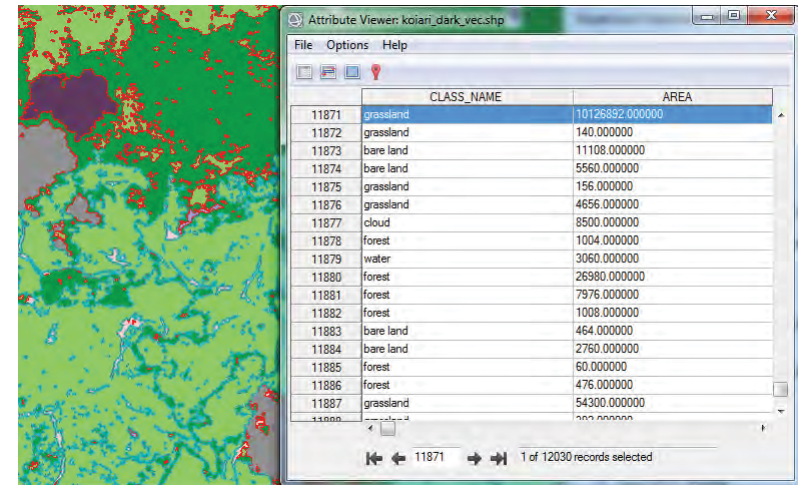 Attribute Viewer: koiari_dark_vec.shp
File Options Help
CLASS_NAME AREA
11871 grassland 10126892.000000
11872 grassland 140.000000
11873 bare land 11108.000000
11874 bare land 5560.000000
11875 grassland 156.000000
11876 grassland 4656.000000
11877 cloud 8500.000000
11878 forest 1004.000000
11879 water 3060.000000
11880 forest 26980.000000
11881 forest 7976.000000
11882 forest 1008.000000
11883 bare land 464.000000
11884 bare land 2760.000000
11885 forest 60.000000
11886 forest 476.000000
11887 grassland 54300.000000
11871 1 of 12030 records selected